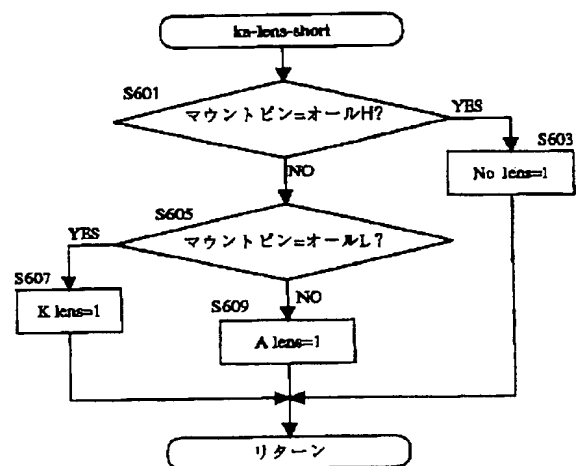 ka-lens-short
S601
マウントピン=オールH?
YES
S603
No lens=1
NO
S605
マウントピン=オールL?
YES
S607
K lens=1
NO
S609
A lens=1
リターン